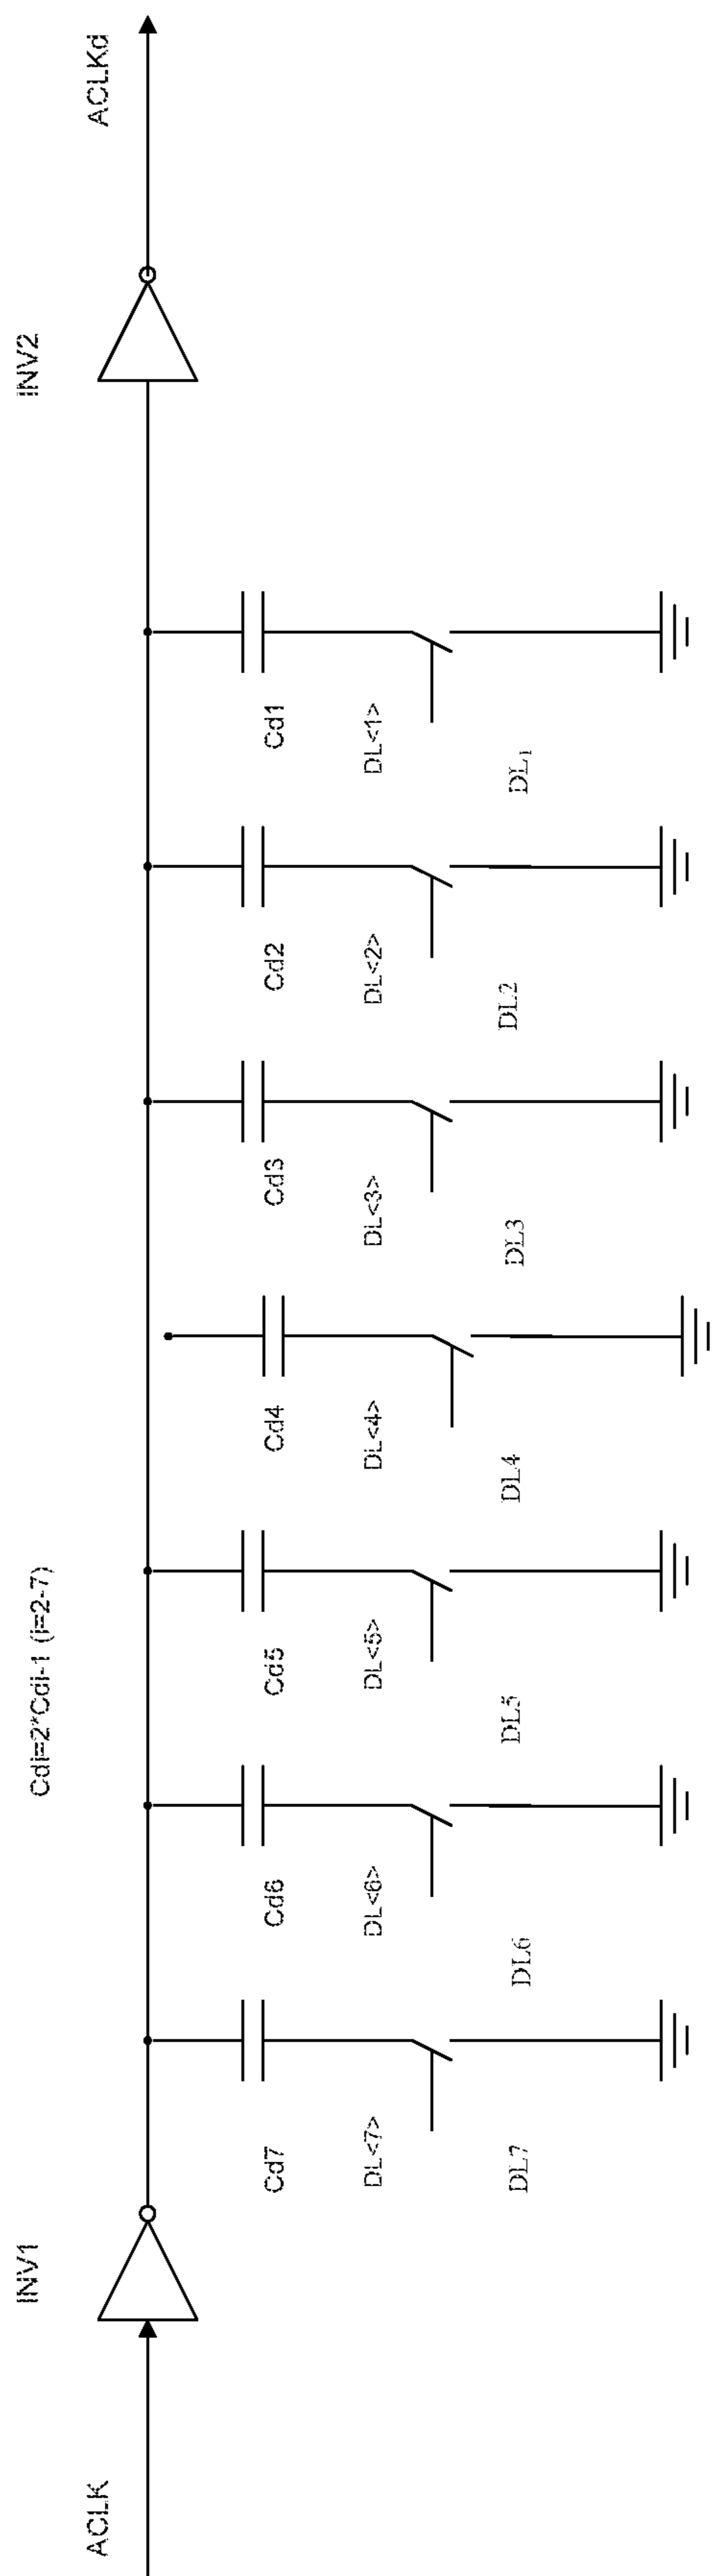 Cdi=2*Cdi-1 (i=2-7)
INV1
INV2
ACLK
ACLKd
Cd7
Cd6
Cd5
Cd4
Cd3
Cd2
Cd1
DL<7>
DL<6>
DL<5>
DL<4>
DL<3>
DL<2>
DL<1>
DL7
DL6
DL5
DL4
DL3
DL2
DL₁